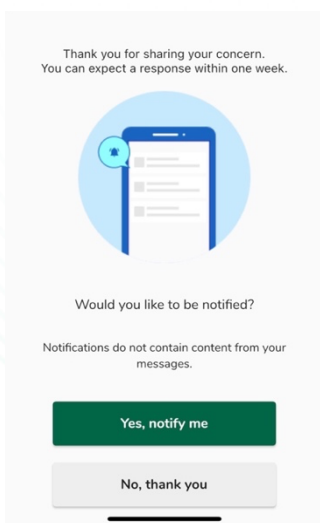 Thank you for sharing your concern.
You can expect a response within one week.
Would you like to be notified?
Notifications do not contain content from your
messages.
Yes, notify me
No, thank you